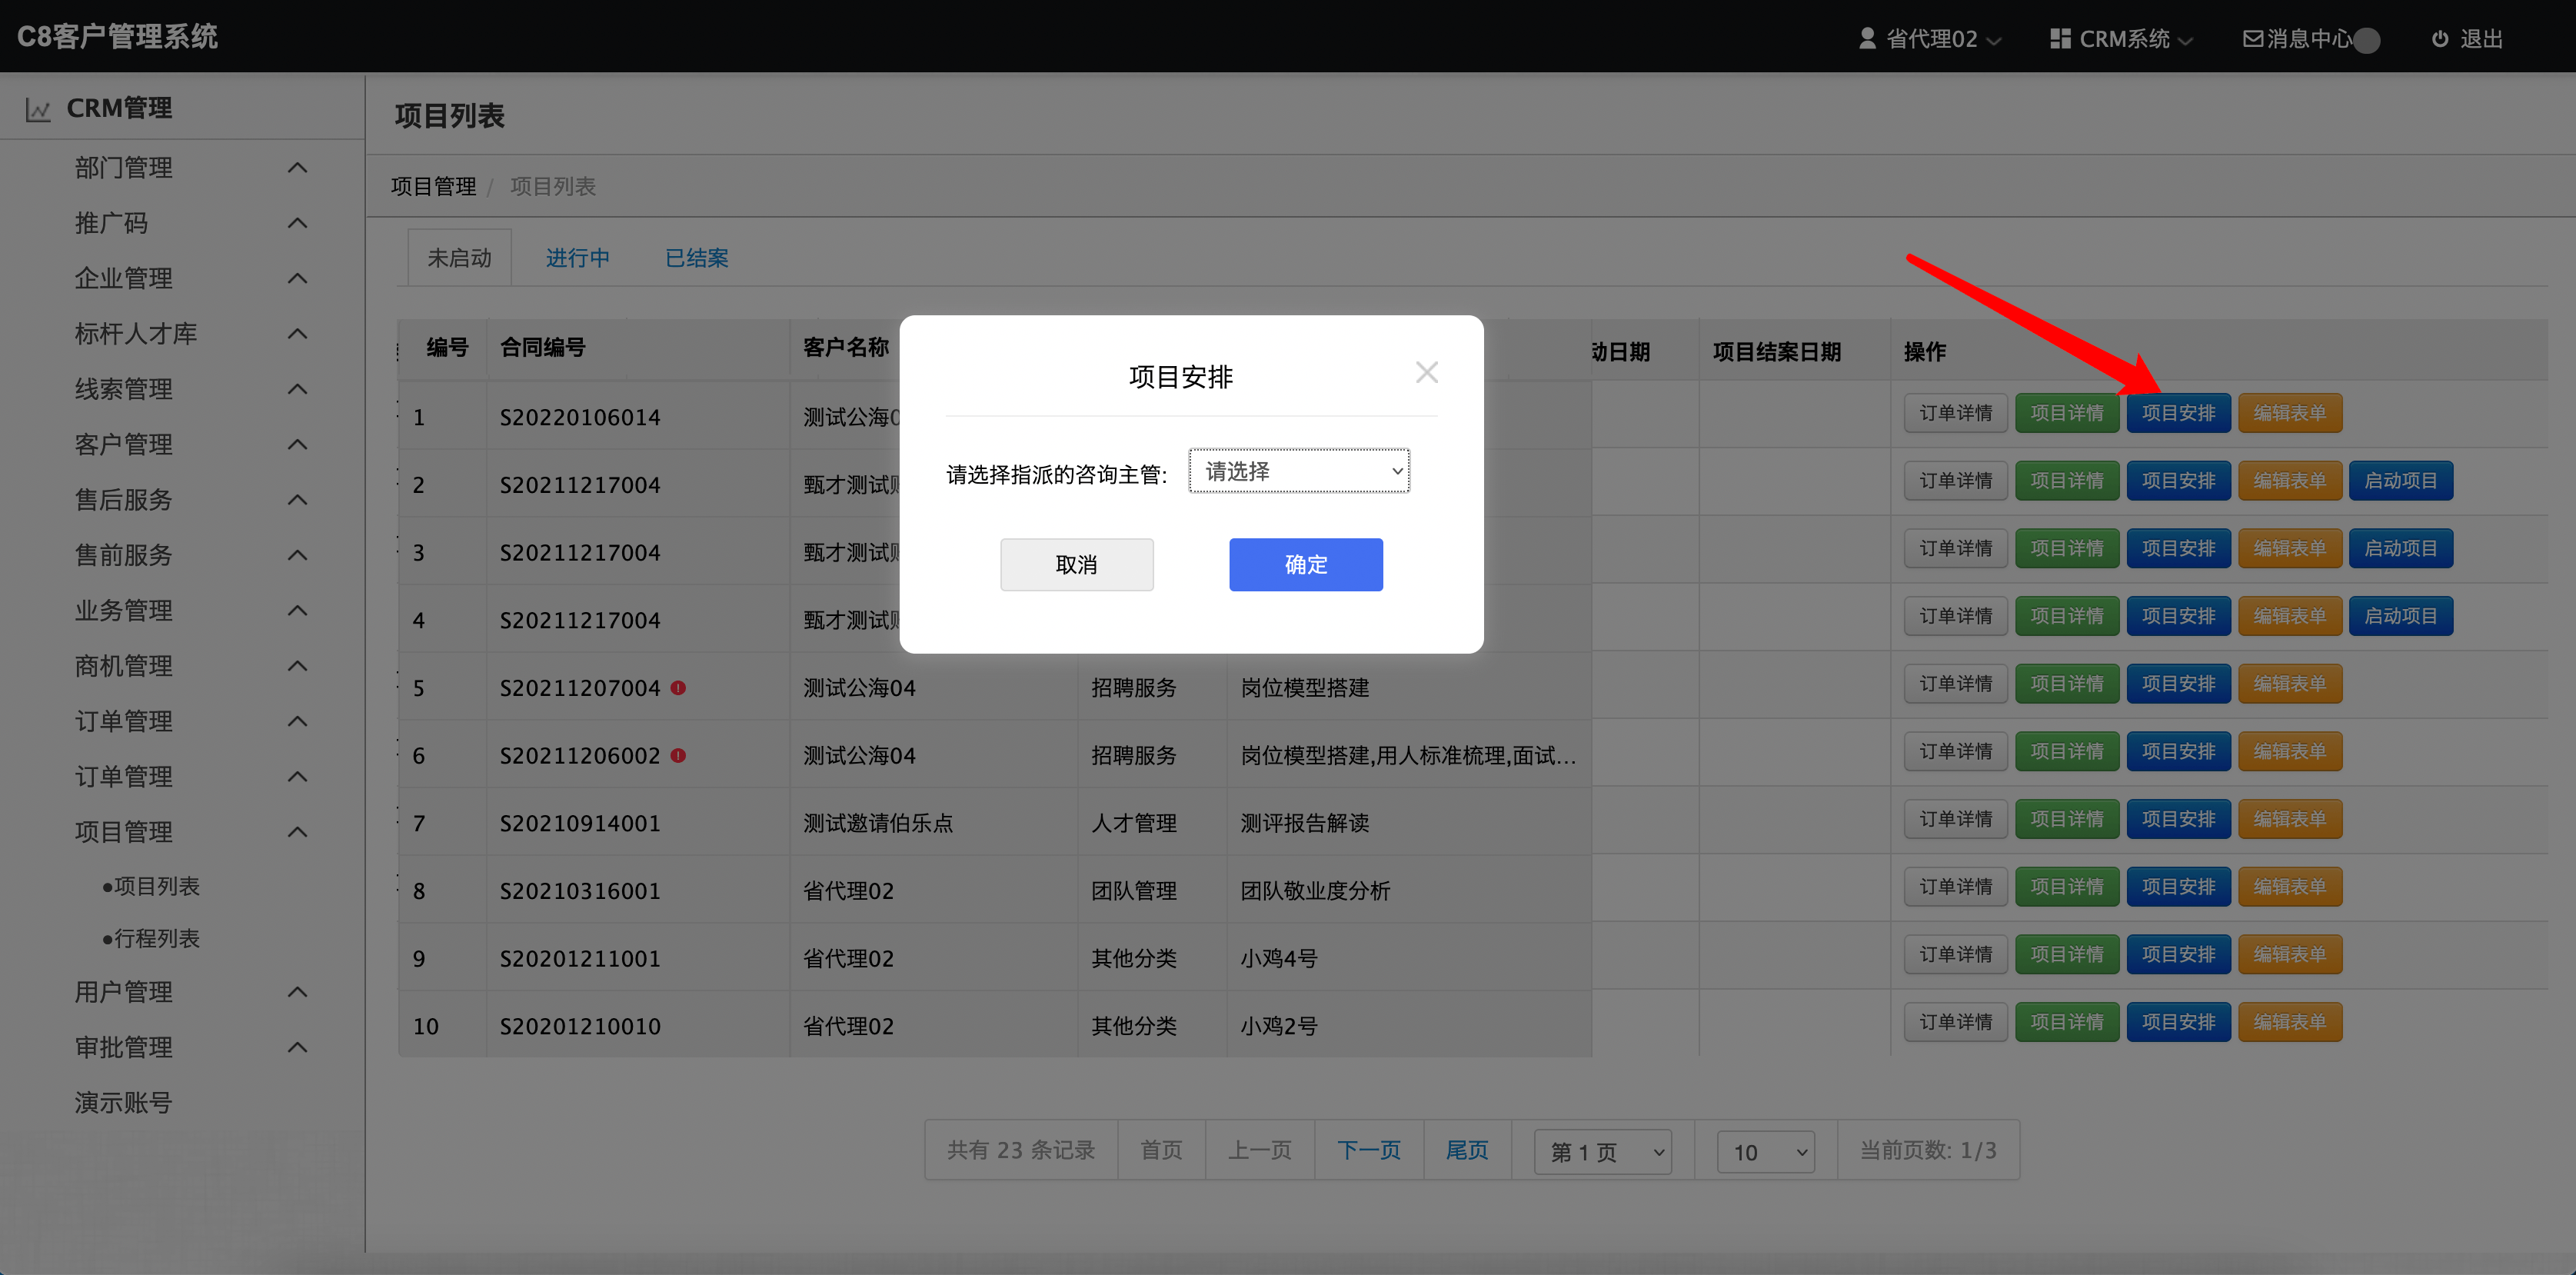 C8客户管理系统
省代理02 CRM系统 消息中心 退出
CRM管理
部门管理
推广码
企业管理
标杆人才库
线索管理
客户管理
售后服务
售前服务
业务管理
商机管理
订单管理
订单管理
项目管理
●项目列表
●行程列表
用户管理
审批管理
演示账号
项目列表
项目管理 / 项目列表
未启动 进行中 已结案
编号 合同编号 客户名称 动日期 项目结案日期 操作
1 S20220106014 测试公海0 订单详情 项目详情 项目安排 编辑表单
2 S20211217004 甄才测试 订单详情 项目详情 项目安排 编辑表单 启动项目
3 S20211217004 甄才测试 订单详情 项目详情 项目安排 编辑表单 启动项目
4 S20211217004 甄才测试 订单详情 项目详情 项目安排 编辑表单 启动项目
5 S20211207004 测试公海04 招聘服务 岗位模型搭建 订单详情 项目详情 项目安排 编辑表单
6 S20211206002 测试公海04 招聘服务 岗位模型搭建,用人标准梳理,面试... 订单详情 项目详情 项目安排 编辑表单
7 S20210914001 测试邀请伯乐点 人才管理 测评报告解读 订单详情 项目详情 项目安排 编辑表单
8 S20210316001 省代理02 团队管理 团队敬业度分析 订单详情 项目详情 项目安排 编辑表单
9 S20201211001 省代理02 其他分类 小鸡4号 订单详情 项目详情 项目安排 编辑表单
10 S20201210010 省代理02 其他分类 小鸡2号 订单详情 项目详情 项目安排 编辑表单
项目安排
请选择指派的咨询主管: 请选择
取消 确定
共有 23 条记录 首页 上一页 下一页 尾页 第 1 页 10 当前页数: 1/3